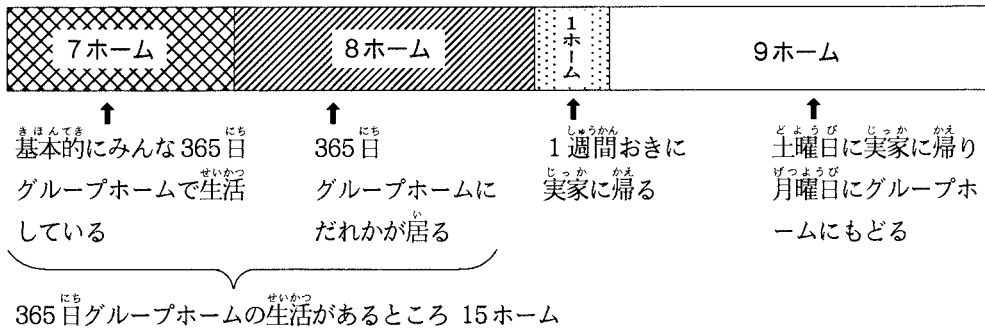 7ホーム
8ホーム
1ホーム
9ホーム
基本的にみんな365日
グループホームで生活
している
365日
グループホームに
だれかが居る
1週間おきに
実家に帰る
土曜日に実家に帰り
月曜日にグループホ
ームにもどる
365日グループホームの生活があるところ 15ホーム